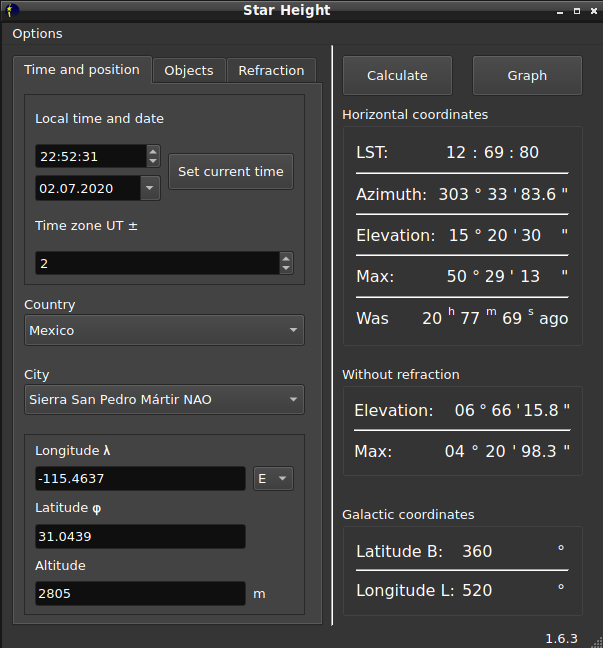 Star Height
Options
Time and position
Objects
Refraction
Local time and date
22:52:31
02.07.2020
Set current time
Time zone UT ±
2
Country
Mexico
City
Sierra San Pedro Mártir NAO
Longitude λ
-115.4637
E
Latitude φ
31.0439
Altitude
2805 m
Calculate
Graph
Horizontal coordinates
LST: 12 : 69 : 80
Azimuth: 303 ° 33 ' 83.6 "
Elevation: 15 ° 20 ' 30 "
Max: 50 ° 29 ' 13 "
Was 20 h 77 m 69 s ago
Without refraction
Elevation: 06 ° 66 ' 15.8 "
Max: 04 ° 20 ' 98.3 "
Galactic coordinates
Latitude B: 360 °
Longitude L: 520 °
1.6.3